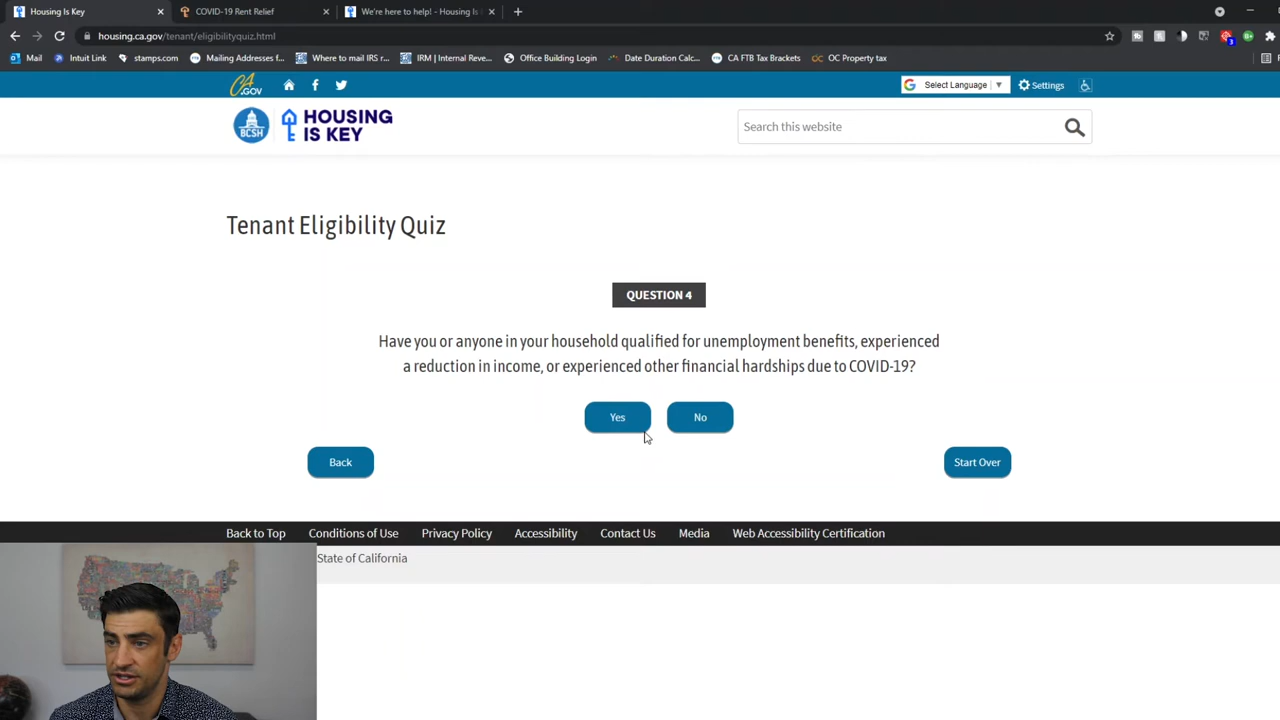 Housing Is Key
COVID-19 Rent Relief
We're here to help! - Housing Is
housing.ca.gov/tenant/eligibilityquiz.html
Mail
Intuit Link
stamps.com
Mailing Addresses f...
Where to mail IRS r...
IRM | Internal Reve...
Office Building Login
Date Duration Calc...
CA FTB Tax Brackets
OC Property tax
CA
.GOV
Select Language
Settings
BCSH
HOUSING
IS KEY
Search this website
Tenant Eligibility Quiz
QUESTION 4
Have you or anyone in your household qualified for unemployment benefits, experienced
a reduction in income, or experienced other financial hardships due to COVID-19?
Yes
No
Back
Start Over
Back to Top
Conditions of Use
Privacy Policy
Accessibility
Contact Us
Media
Web Accessibility Certification
State of California